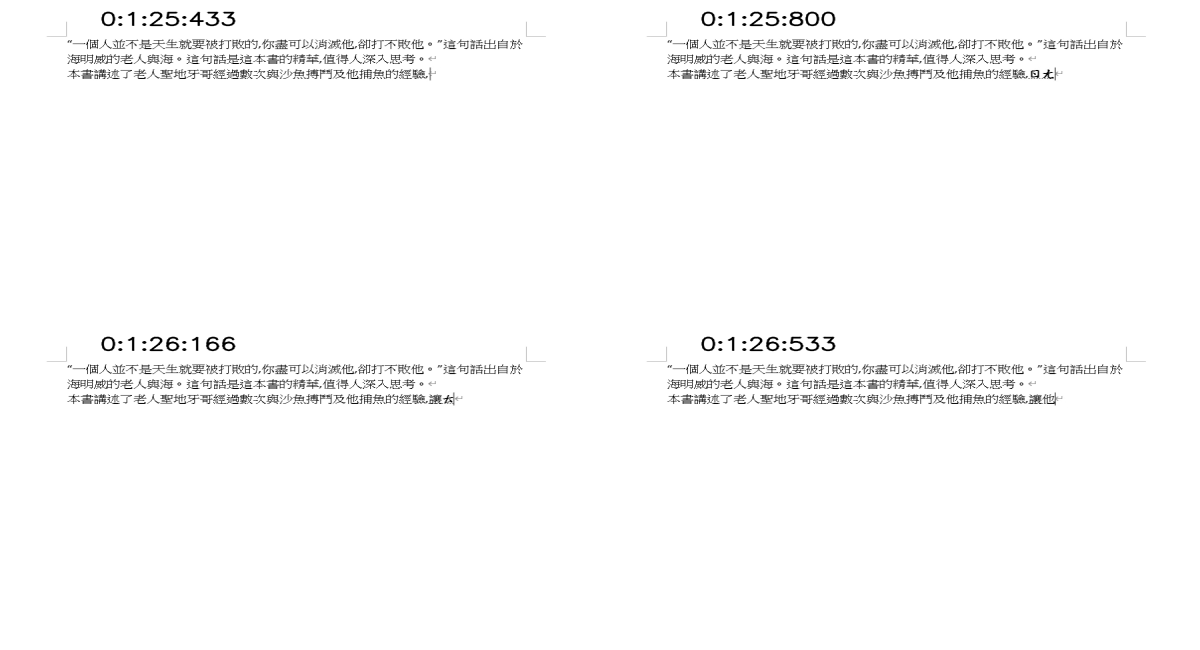 0:1:25:433
“一個人並不是天生就要被打敗的,你盡可以消滅他,卻打不敗他。”這句話出自於
海明威的老人與海。這句話是這本書的精華,值得人深入思考。
本書講述了老人聖地牙哥經過數次與沙魚搏鬥及他捕魚的經驗,
0:1:25:800
“一個人並不是天生就要被打敗的,你盡可以消滅他,卻打不敗他。”這句話出自於
海明威的老人與海。這句話是這本書的精華,值得人深入思考。
本書講述了老人聖地牙哥經過數次與沙魚搏鬥及他捕魚的經驗,ㄖㄤ
0:1:26:166
“一個人並不是天生就要被打敗的,你盡可以消滅他,卻打不敗他。”這句話出自於
海明威的老人與海。這句話是這本書的精華,值得人深入思考。
本書講述了老人聖地牙哥經過數次與沙魚搏鬥及他捕魚的經驗,讓ㄊ
0:1:26:533
“一個人並不是天生就要被打敗的,你盡可以消滅他,卻打不敗他。”這句話出自於
海明威的老人與海。這句話是這本書的精華,值得人深入思考。
本書講述了老人聖地牙哥經過數次與沙魚搏鬥及他捕魚的經驗,讓他